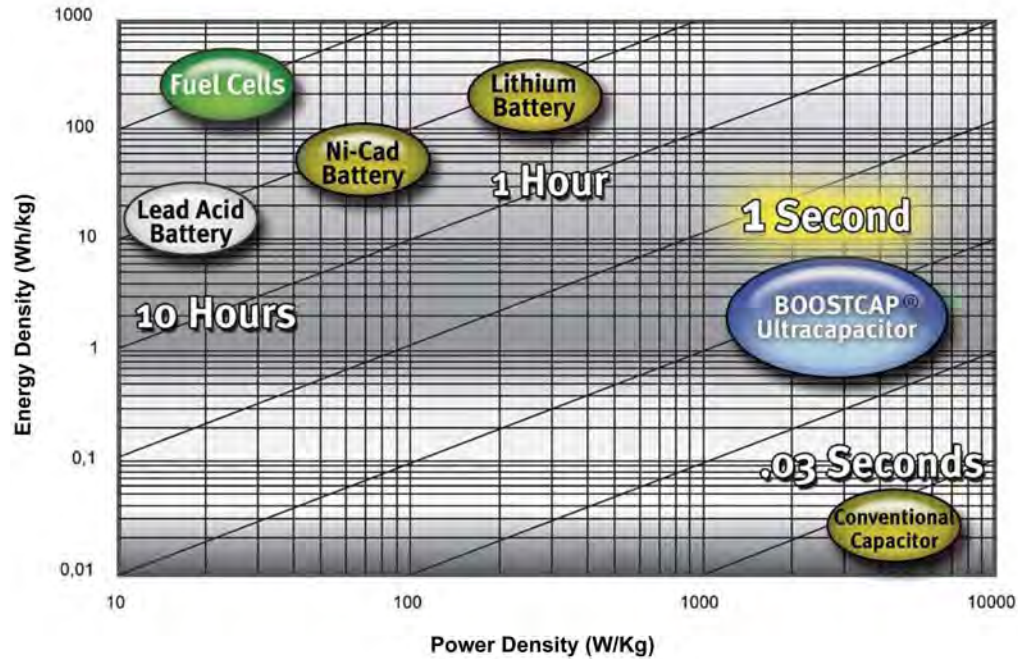 1000
100
10
1
0,1
0,01
Energy Density (Wh/kg)
Fuel Cells
Lithium
Battery
Ni-Cad
Battery
1 Hour
Lead Acid
Battery
1 Second
10 Hours
BOOSTCAP®
Ultracapacitor
.03 Seconds
Conventional
Capacitor
10
100
1000
10000
Power Density (W/Kg)